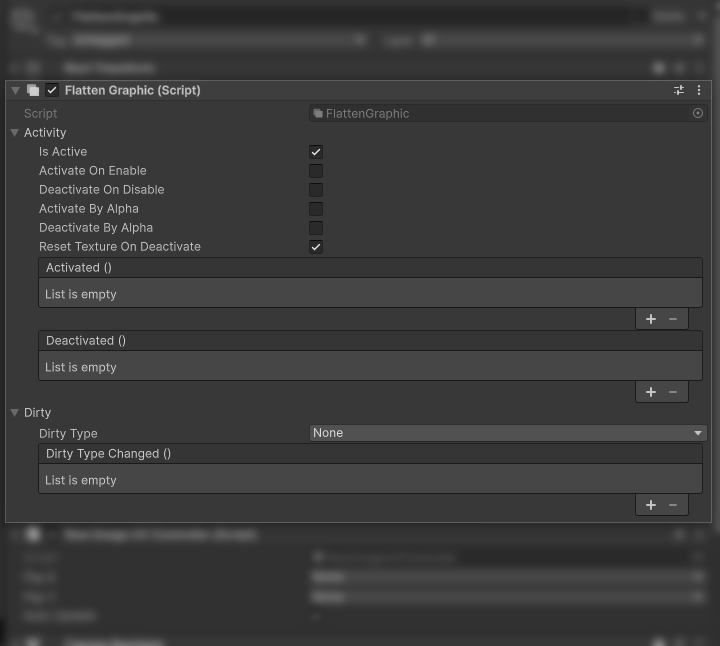 Flatten Graphic (Script)
Script FlattenGraphic
Activity
Is Active
Activate On Enable
Deactivate On Disable
Activate By Alpha
Deactivate By Alpha
Reset Texture On Deactivate
Activated ()
List is empty
Deactivated ()
List is empty
Dirty
Dirty Type None
Dirty Type Changed ()
List is empty